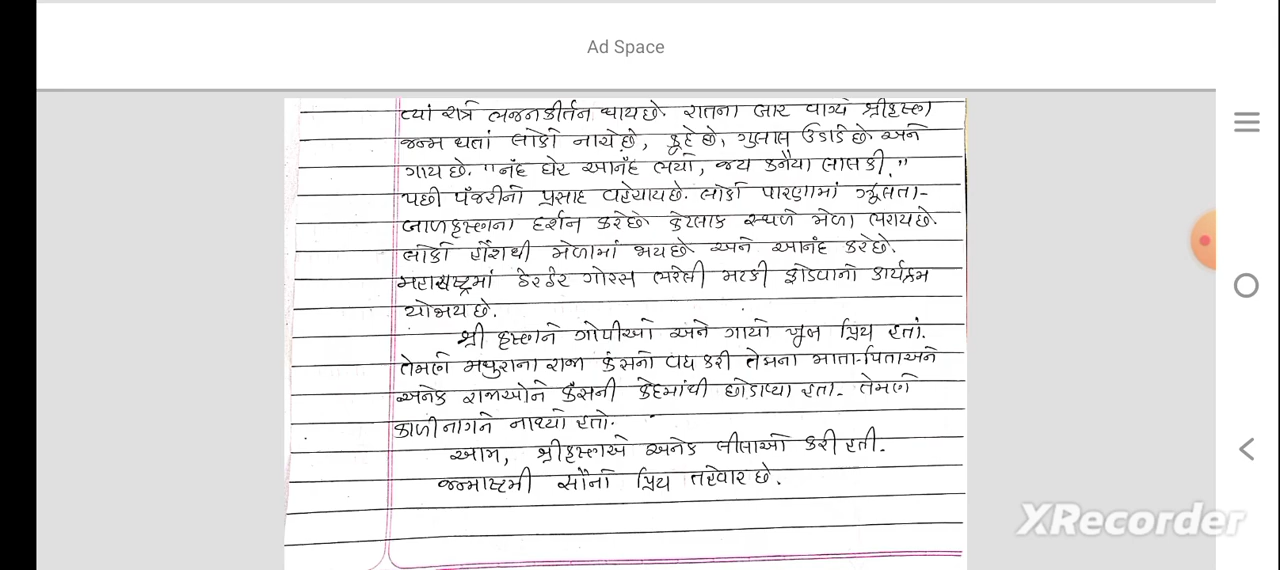 Ad Space
ત્યાં રાત્રે ભજનકીર્તન થાય છે. રાતના બાર વાગ્યે શ્રીકૃષ્ણ
જન્મ થતાં લોકો નાચે છે, કૂદે છે, ગુલાલ ઉડાડે છે અને
ગાય છે. "નંદ ઘેર આનંદ ભયો, જય કનૈયા લાલકી."
પછી પંજરીનો પ્રસાદ વહેંચાય છે. લોકો પારણામાં ઝૂલતા-
બાળકૃષ્ણના દર્શન કરે છે કેટલાક સ્થળે મેળા ભરાય છે.
લોકો હોંશથી મેળામાં જાય છે અને આનંદ કરે છે.
મહારાષ્ટ્રમાં ઠેરઠેર ગોરસ ભરેલી મટકી ફોડવાનો કાર્યક્રમ
યોજાય છે.
શ્રી કૃષ્ણને ગોપીઓ અને ગાયો ખૂબ પ્રિય હતાં.
તેમણે મથુરાના રાજા કંસનો વધ કરી તેમના માતા-પિતા અને
અનેક રાજાઓને કંસની કેદમાંથી છોડાવ્યા હતા. તેમણે
કાળીનાગને નાથ્યો હતો.
આમ, શ્રીકૃષ્ણએ અનેક લીલાઓ કરી હતી.
જન્માષ્ટમી સૌનો પ્રિય તહેવાર છે.
XRecorder